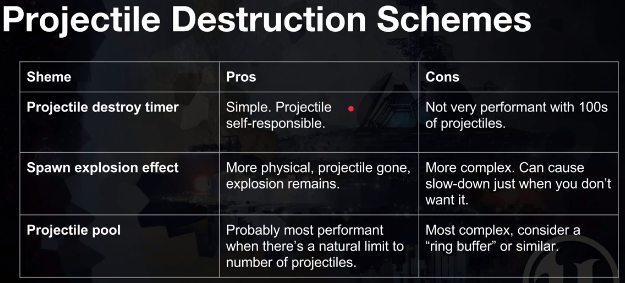 Projectile Destruction Schemes
Sheme
Pros
Cons
Projectile destroy timer
Simple. Projectile
self-responsible.
Not very performant with 100s
of projectiles.
Spawn explosion effect
More physical, projectile gone,
explosion remains.
More complex. Can cause
slow-down just when you don't
want it.
Projectile pool
Probably most performant
when there's a natural limit to
number of projectiles.
Most complex, consider a
“ring buffer” or similar.